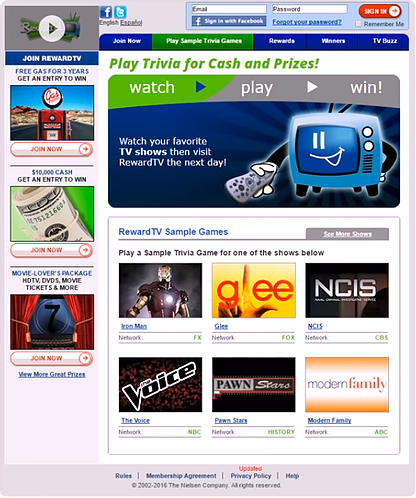 Email
Password
SIGN IN
Sign in with Facebook
Forgot your password?
Remember Me
English Español
Join Now
Play Sample Trivia Games
Rewards
Winners
TV Buzz
JOIN REWARDTV
FREE GAS FOR 3 YEARS
GET AN ENTRY TO WIN
Gas
JOIN NOW
$10,000 CASH
GET AN ENTRY TO WIN
JOIN NOW
MOVIE-LOVER'S PACKAGE
HDTV, DVDS, MOVIE
TICKETS & MORE
7
JOIN NOW
View More Great Prizes
Play Trivia for Cash and Prizes!
watch play win!
Watch your favorite
TV shows then visit
RewardTV the next day!
RewardTV Sample Games
See More Shows
Play a Sample Trivia Game for one of the shows below
glee
NCIS
NAVAL CRIMINAL INVESTIGATIVE SERVICE
Iron Man
Glee
NCIS
Network: FX
Network: FOX
Network: CBS
THE Voice
PAWN Stars
modern family
The Voice
Pawn Stars
Modern Family
Network: NBC
Network: HISTORY
Network: ABC
Updated
Rules | Membership Agreement | Privacy Policy | Help
© 2002-2016 The Nielsen Company. All rights reserved.